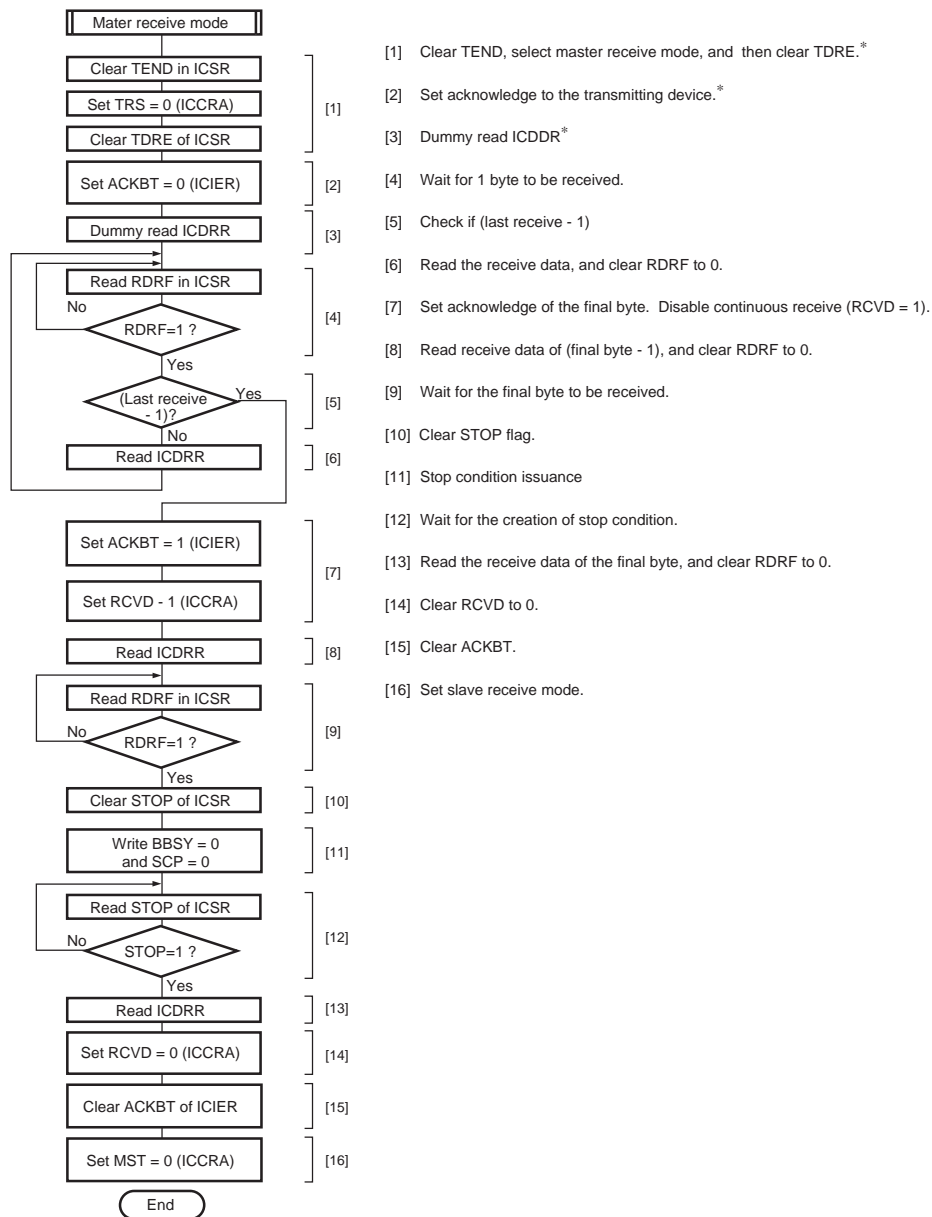 Mater receive mode
Clear TEND in ICSR
Set TRS = 0 (ICCRA)
Clear TDRE of ICSR
[1]
Set ACKBT = 0 (ICIER)
[2]
Dummy read ICDRR
[3]
Read RDRF in ICSR
No
RDRF=1 ?
[4]
Yes
(Last receive
- 1)?
Yes
[5]
No
Read ICDRR
[6]
Set ACKBT = 1 (ICIER)
[7]
Set RCVD - 1 (ICCRA)
Read ICDRR
[8]
Read RDRF in ICSR
No
RDRF=1 ?
[9]
Yes
Clear STOP of ICSR
[10]
Write BBSY = 0
and SCP = 0
[11]
Read STOP of ICSR
No
STOP=1 ?
[12]
Yes
Read ICDRR
[13]
Set RCVD = 0 (ICCRA)
[14]
Clear ACKBT of ICIER
[15]
Set MST = 0 (ICCRA)
[16]
End
[1] Clear TEND, select master receive mode, and then clear TDRE.*
[2] Set acknowledge to the transmitting device.*
[3] Dummy read ICDDR*
[4] Wait for 1 byte to be received.
[5] Check if (last receive - 1)
[6] Read the receive data, and clear RDRF to 0.
[7] Set acknowledge of the final byte. Disable continuous receive (RCVD = 1).
[8] Read receive data of (final byte - 1), and clear RDRF to 0.
[9] Wait for the final byte to be received.
[10] Clear STOP flag.
[11] Stop condition issuance
[12] Wait for the creation of stop condition.
[13] Read the receive data of the final byte, and clear RDRF to 0.
[14] Clear RCVD to 0.
[15] Clear ACKBT.
[16] Set slave receive mode.